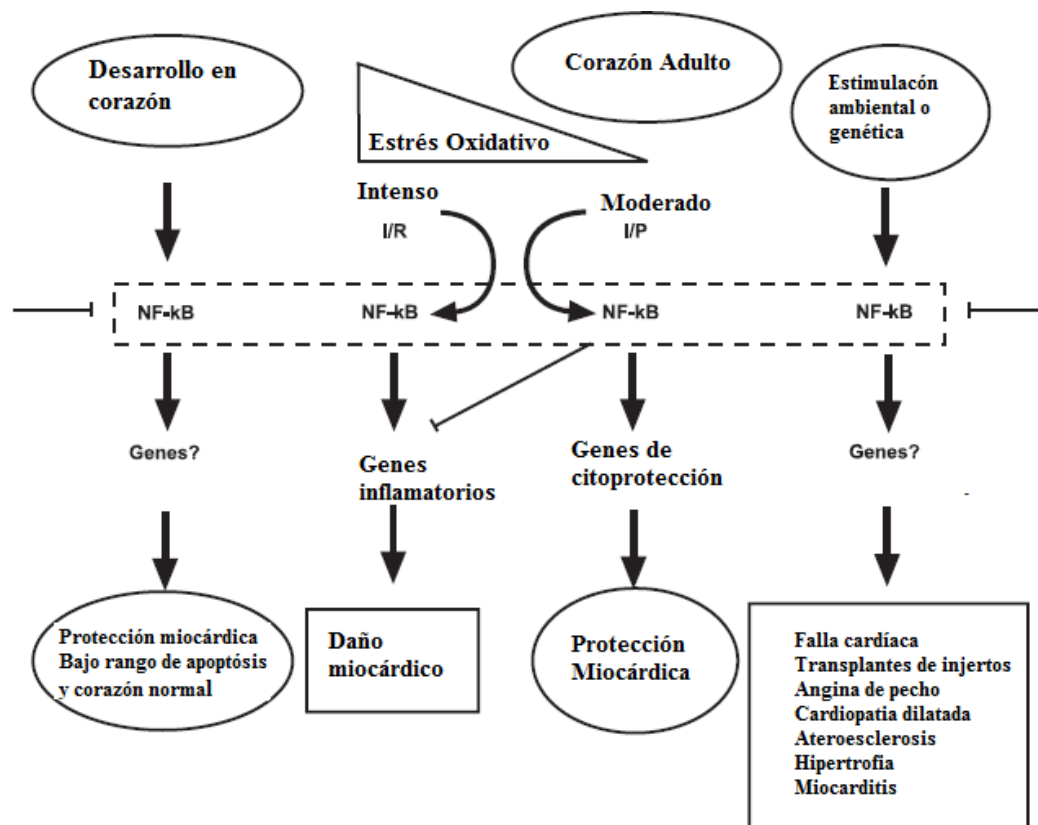 Desarrollo en
corazón
Corazón Adulto
Estimulacón
ambiental o
genética
Estrés Oxidativo
Intenso
I/R
Moderado
I/P
NF-kB
NF-kB
NF-kB
NF-kB
Genes?
Genes
inflamatorios
Genes de
citoprotección
Genes?
Protección miocárdica
Bajo rango de apoptósis
y corazón normal
Daño
miocárdico
Protección
Miocárdica
Falla cardíaca
Transplantes de injertos
Angina de pecho
Cardiopatia dilatada
Ateroesclerosis
Hipertrofia
Miocarditis